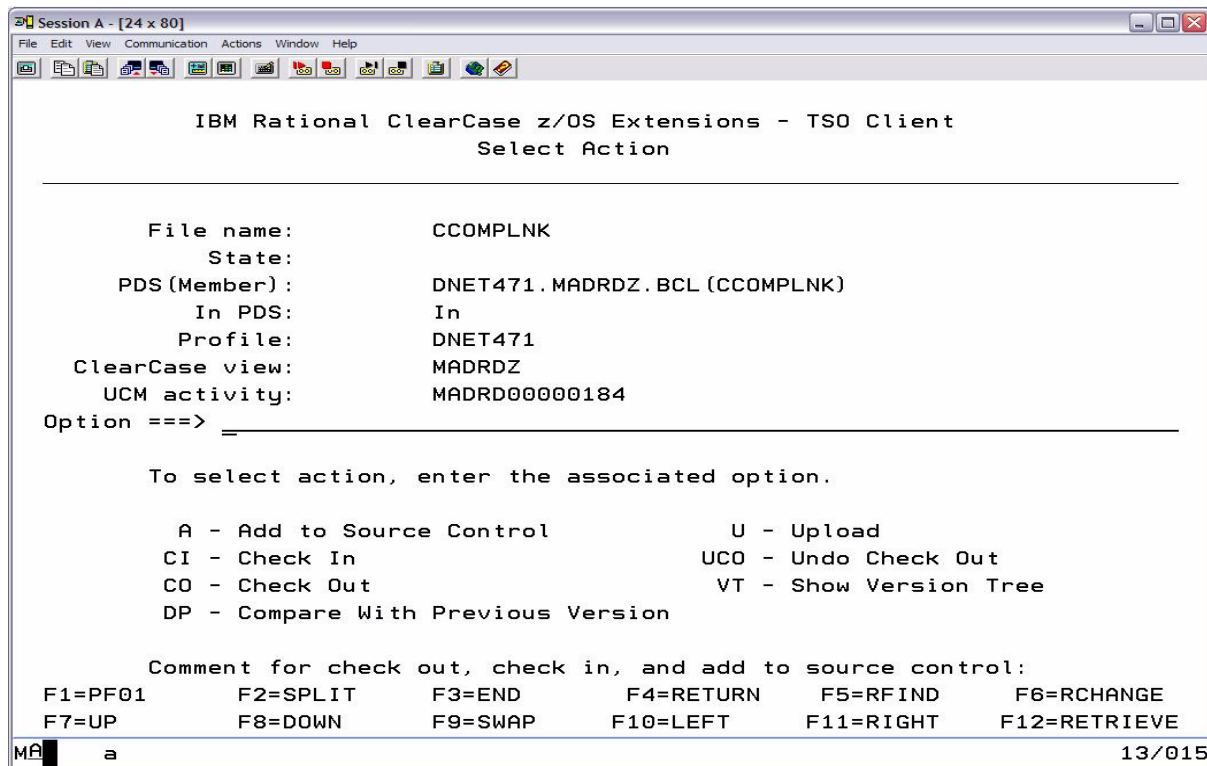 Session A - [24 x 80]
File Edit View Communication Actions Window Help
IBM Rational ClearCase z/OS Extensions - TSO Client
Select Action
File name: CCOMPLNK
State:
PDS(Member): DNET471.MADRDZ.BCL(CCOMPLNK)
In PDS: In
Profile: DNET471
ClearCase view: MADRDZ
UCM activity: MADRD00000184
Option ===> _
To select action, enter the associated option.
A - Add to Source Control U - Upload
CI - Check In UCO - Undo Check Out
CO - Check Out VT - Show Version Tree
DP - Compare With Previous Version
Comment for check out, check in, and add to source control:
F1=PF01 F2=SPLIT F3=END F4=RETURN F5=RFIND F6=RCHANGE
F7=UP F8=DOWN F9=SWAP F10=LEFT F11=RIGHT F12=RETRIEVE
MA a 13/015